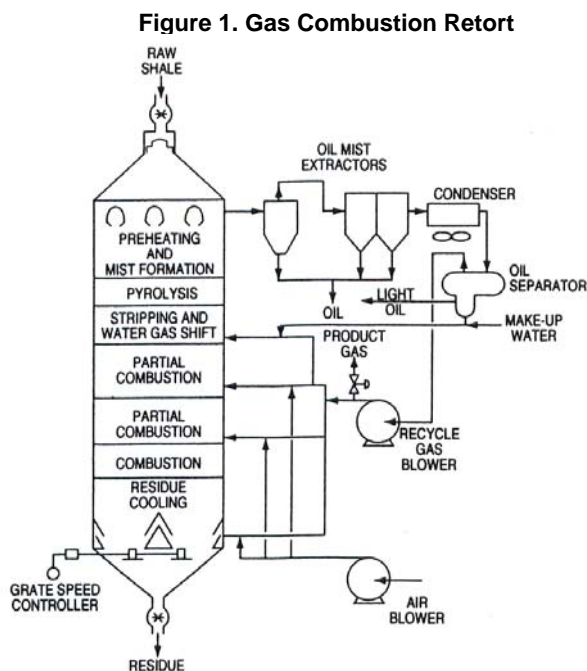 Figure 1. Gas Combustion Retort
RAW
SHALE
OIL MIST
EXTRACTORS
CONDENSER
PREHEATING
AND
MIST FORMATION
OIL
SEPARATOR
PYROLYSIS
LIGHT
OIL
OIL
STRIPPING AND
WATER GAS SHIFT
MAKE-UP
WATER
PRODUCT
GAS
PARTIAL
COMBUSTION
PARTIAL
COMBUSTION
RECYCLE
GAS
BLOWER
COMBUSTION
RESIDUE
COOLING
GRATE SPEED
CONTROLLER
AIR
BLOWER
RESIDUE